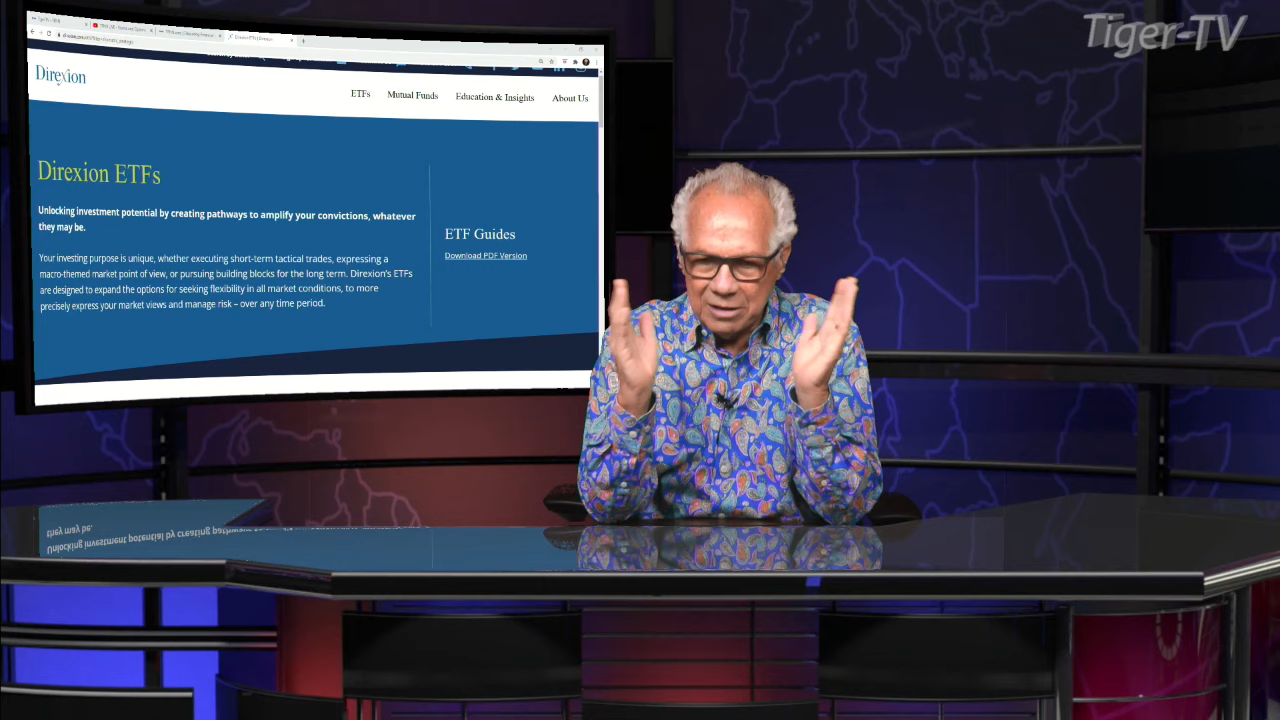 Tiger-TV
Direxion
ETFs Mutual Funds Education & Insights About Us
Direxion ETFs
Unlocking investment potential by creating pathways to amplify your convictions, whatever
they may be.
Your investing purpose is unique, whether executing short-term tactical trades, expressing a
macro-themed market point of view, or pursuing building blocks for the long term. Direxion's ETFs
are designed to expand the options for seeking flexibility in all market conditions, to more
precisely express your market views and manage risk – over any time period.
ETF Guides
Download PDF Version